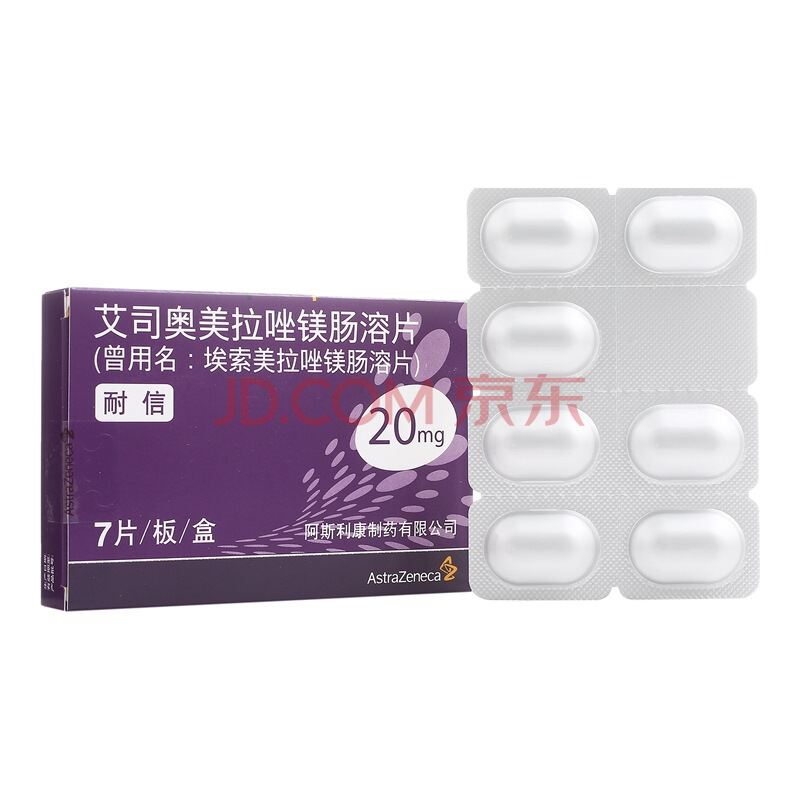 艾司奥美拉唑镁肠溶片
(曾用名：埃索美拉唑镁肠溶片)
耐信
20mg
JD.COM 京东
7片/板/盒
阿斯利康制药有限公司
AstraZeneca
AstraZeneca